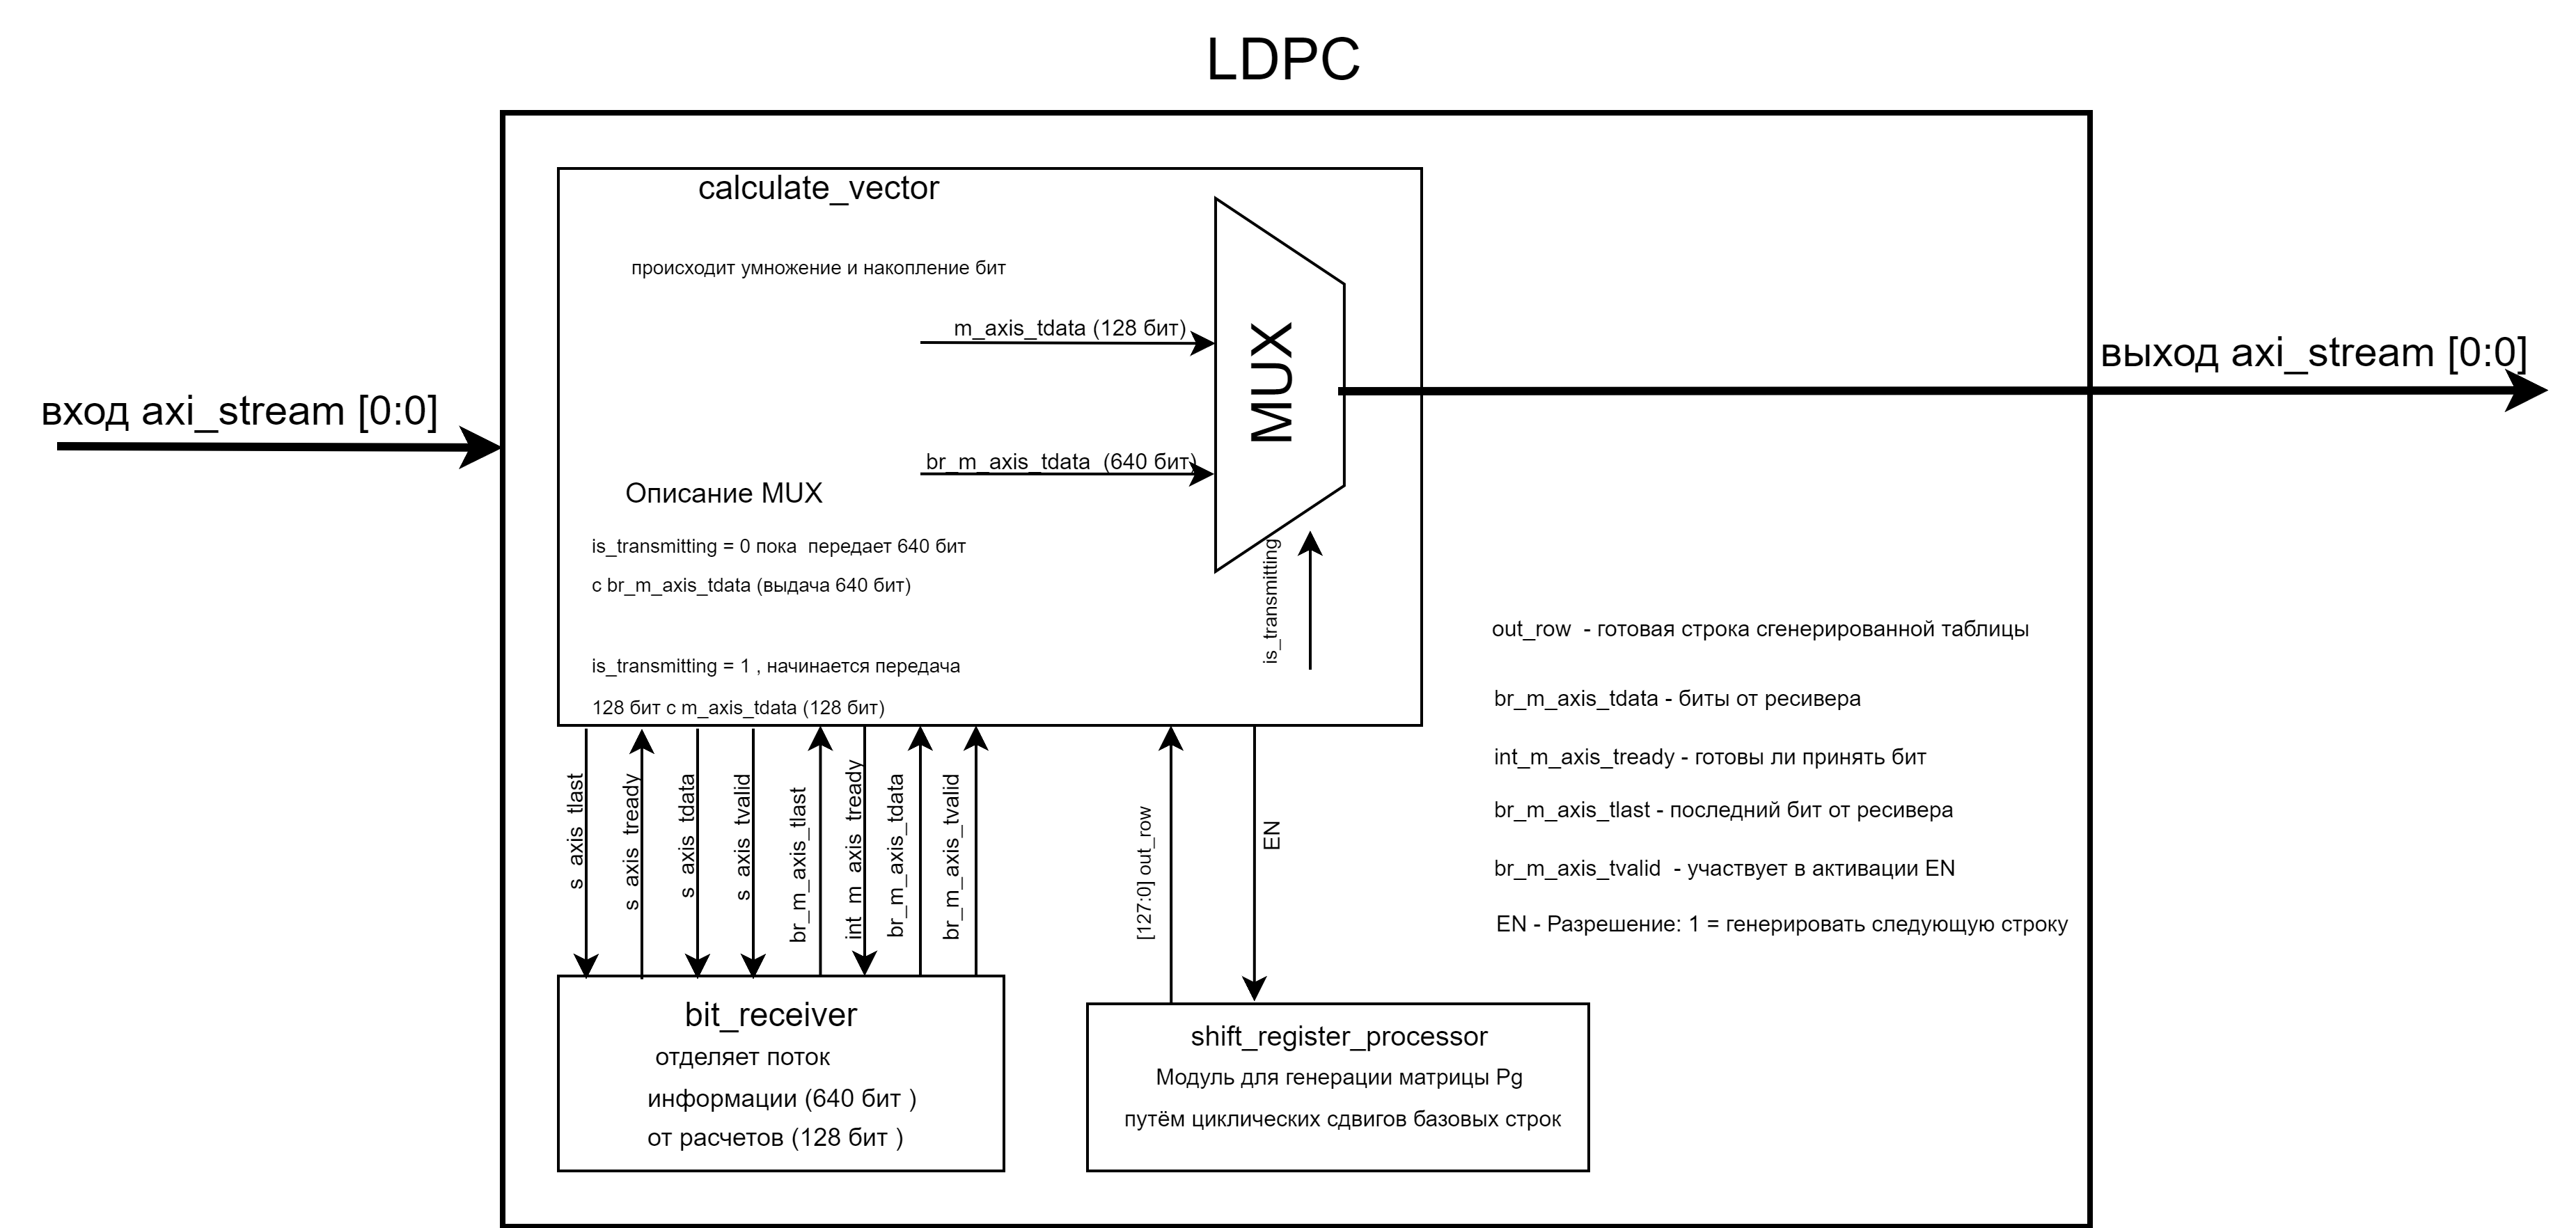 LDPC
calculate_vector
происходит умножение и накопление бит
m_axis_tdata (128 бит)
MUX
выход axi_stream [0:0]
вход axi_stream [0:0]
br_m_axis_tdata (640 бит)
Описание MUX
is_transmitting = 0 пока передает 640 бит
с br_m_axis_tdata (выдача 640 бит)
is_transmitting
is_transmitting = 1 , начинается передача
128 бит с m_axis_tdata (128 бит)
out_row - готовая строка сгенерированной таблицы
br_m_axis_tdata - биты от ресивера
int_m_axis_tready - готовы ли принять бит
br_m_axis_tlast - последний бит от ресивера
br_m_axis_tvalid - участвует в активации EN
EN - Разрешение: 1 = генерировать следующую строку
s_axis_tlast
s_axis_tready
s_axis_tdata
s_axis_tvalid
br_m_axis_tlast
int_m_axis_tready
br_m_axis_tdata
br_m_axis_tvalid
[127:0] out_row
EN
bit_receiver
отделяет поток
информации (640 бит )
от расчетов (128 бит )
shift_register_processor
Модуль для генерации матрицы Pg
путём циклических сдвигов базовых строк